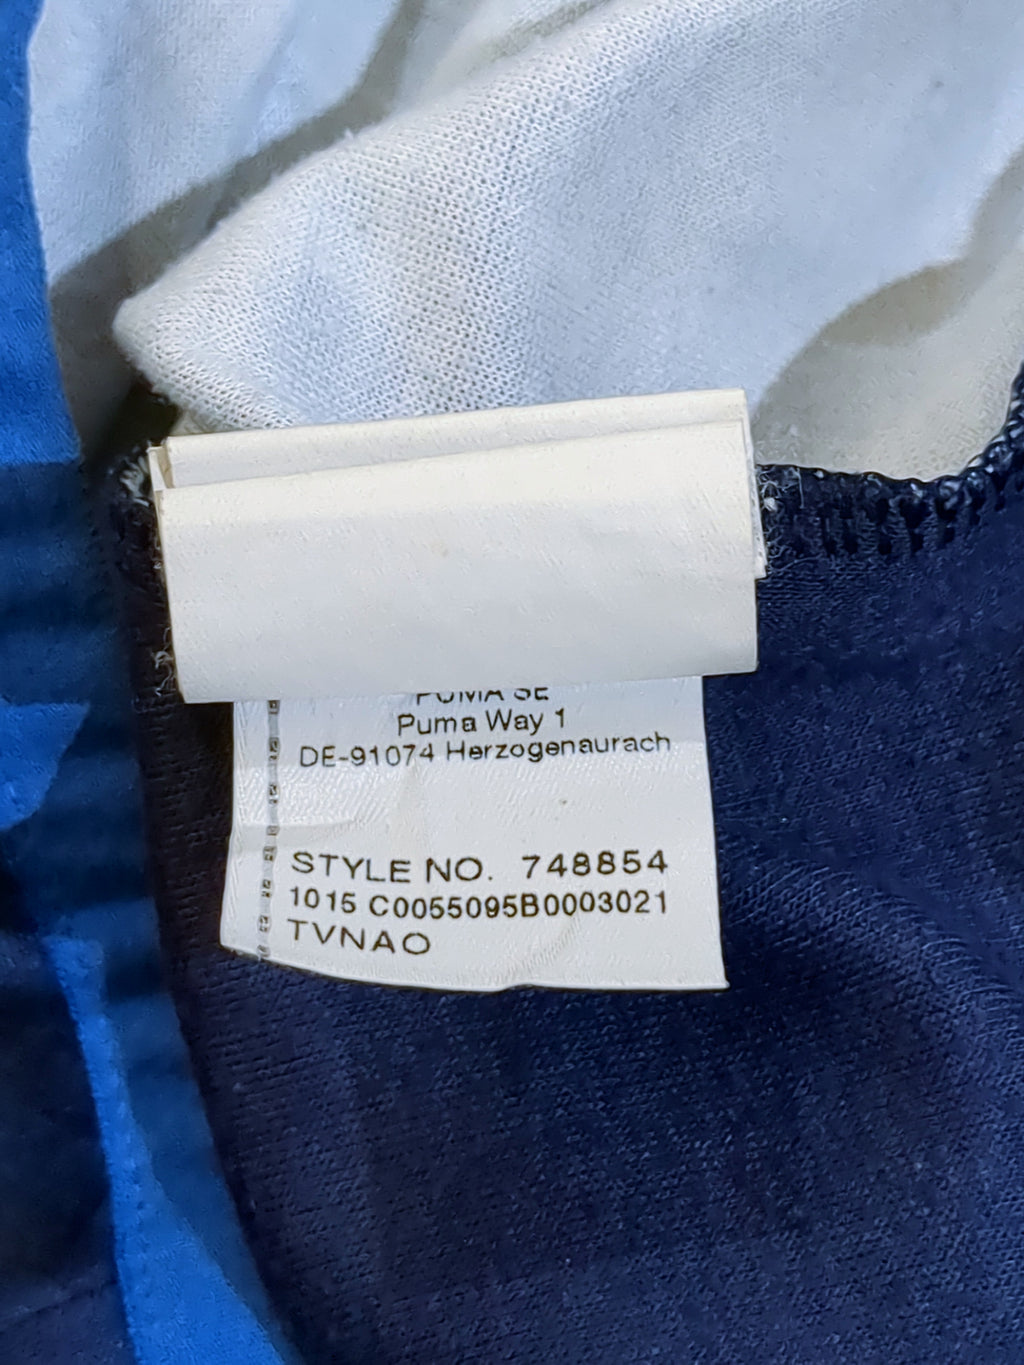 PUMA SE
Puma Way 1
DE-91074 Herzogenaurach
STYLE NO. 748854
1015 C0055095B0003021
TVNAO